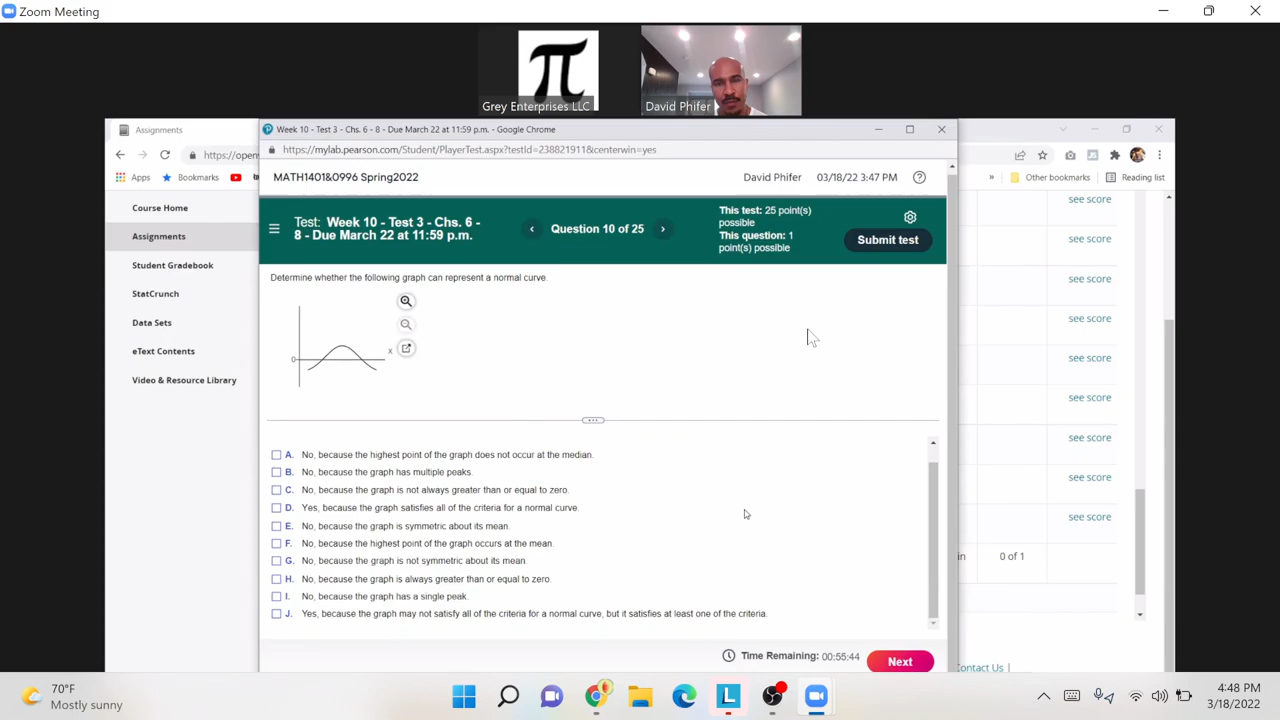 Zoom Meeting
Grey Enterprises LLC
David Phifer
Assignments
Week 10 - Test 3 - Chs. 6 - 8 - Due March 22 at 11:59 p.m. - Google Chrome
https://open
https://mylab.pearson.com/Student/PlayerTest.aspx?testId=238821911&centerwin=yes
Apps
Bookmarks
MATH1401&0996 Spring2022
David Phifer
03/18/22 3:47 PM
»
Other bookmarks
Reading list
Course Home
Assignments
Student Gradebook
StatCrunch
Data Sets
eText Contents
Video & Resource Library
Test: Week 10 - Test 3 - Chs. 6 -
8 - Due March 22 at 11:59 p.m.
Question 10 of 25
This test: 25 point(s)
possible
This question: 1
point(s) possible
Submit test
Determine whether the following graph can represent a normal curve.
0
x
A. No, because the highest point of the graph does not occur at the median.
B. No, because the graph has multiple peaks.
C. No, because the graph is not always greater than or equal to zero.
D. Yes, because the graph satisfies all of the criteria for a normal curve.
E. No, because the graph is symmetric about its mean.
F. No, because the highest point of the graph occurs at the mean.
G. No, because the graph is not symmetric about its mean.
H. No, because the graph is always greater than or equal to zero.
I. No, because the graph has a single peak.
J. Yes, because the graph may not satisfy all of the criteria for a normal curve, but it satisfies at least one of the criteria.
Time Remaining: 00:55:44
Next
see score
see score
see score
see score
see score
see score
see score
see score
see score
in
0 of 1
Contact Us |
70°F
Mostly sunny
L
4:48 PM
3/18/2022